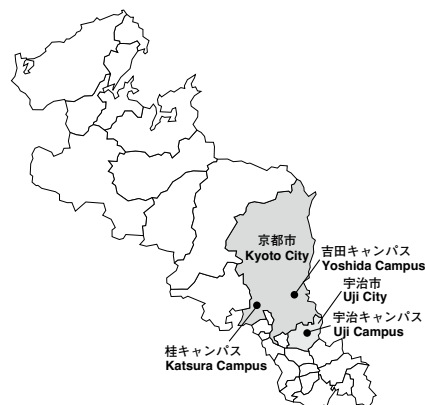 京都市
Kyoto City
吉田キャンパス
Yoshida Campus
宇治市
Uji City
宇治キャンパス
Uji Campus
桂キャンパス
Katsura Campus